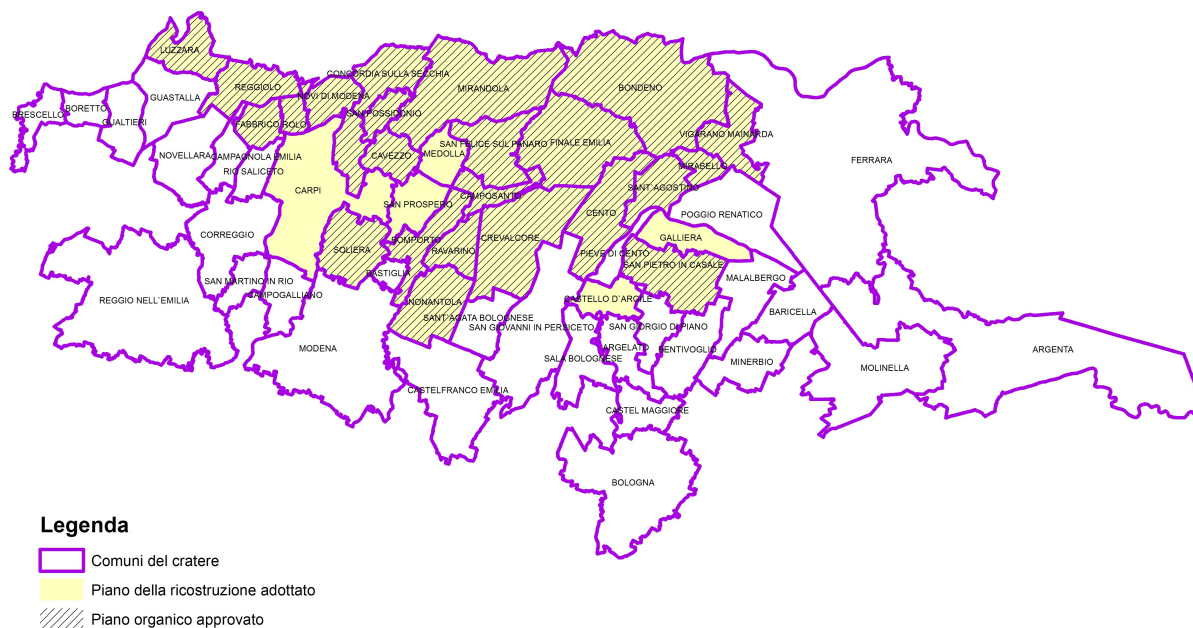 LUZZARA
CONCORDIA SULLA SECCHIA
REGGIOLO
MIRANDOLA
BONDENO
NOVI DI MODENA
GUASTALLA
BORETTO
BRESCELLO
GUALTIERI
SAN POSSIDONIO
FABBRICO
ROLO
VIGARANO MAINARDA
SAN FELICE SUL PANARO
FINALE EMILIA
MEDOLLA
CAVEZZO
NOVELLARA
CAMPAGNOLA EMILIA
FERRARA
MIRABELLO
RIO SALICETO
CARPI
SANT`AGOSTINO
CAMPOSANTO
SAN PROSPERO
CENTO
POGGIO RENATICO
CORREGGIO
CREVALCORE
GALLIERA
BOMPORTO
SOLIERA
RAVARINO
PIEVE DI CENTO
SAN PIETRO IN CASALE
BASTIGLIA
MALALBERGO
SAN MARTINO IN RIO
CAMPOGALLIANO
REGGIO NELL`EMILIA
NONANTOLA
CASTELLO D`ARGILE
BARICELLA
SANT`AGATA BOLOGNESE
SAN GIOVANNI IN PERSICETO
SAN GIORGIO DI PIANO
MODENA
ARGELATO
BENTIVOGLIO
ARGENTA
SALA BOLOGNESE
MINERBIO
MOLINELLA
CASTELFRANCO EMILIA
CASTEL MAGGIORE
BOLOGNA
Legenda
Comuni del cratere
Piano della ricostruzione adottato
Piano organico approvato